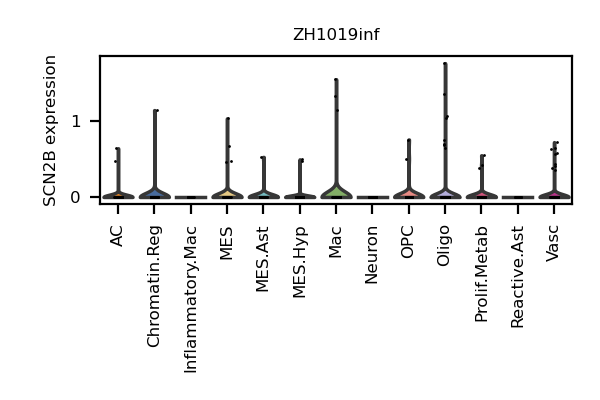 ZH1019inf
SCN2B expression
1
0
AC
Chromatin.Reg
Inflammatory.Mac
MES
MES.Ast
MES.Hyp
Mac
Neuron
OPC
Oligo
Prolif.Metab
Reactive.Ast
Vasc